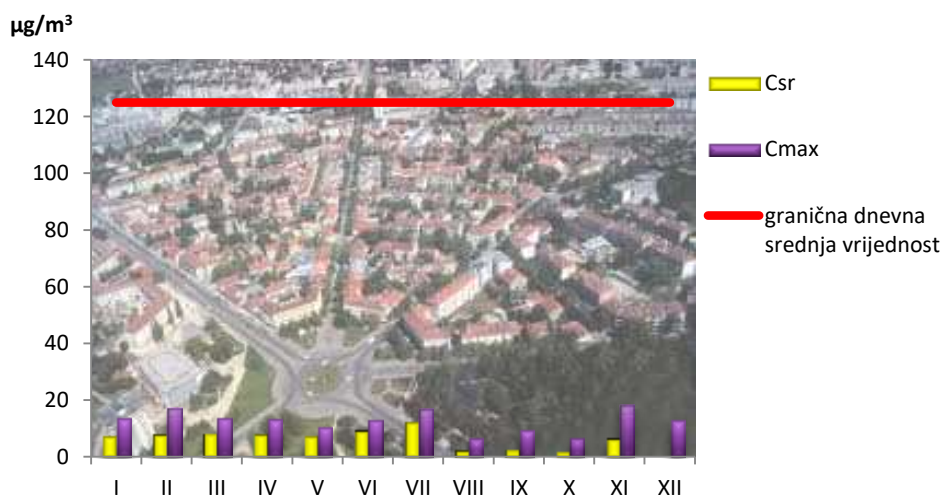 µg/m³
140
120
100
80
60
40
20
0
I II III IV V VI VII VIII IX X XI XII
Csr
Cmax
granična dnevna
srednja vrijednost